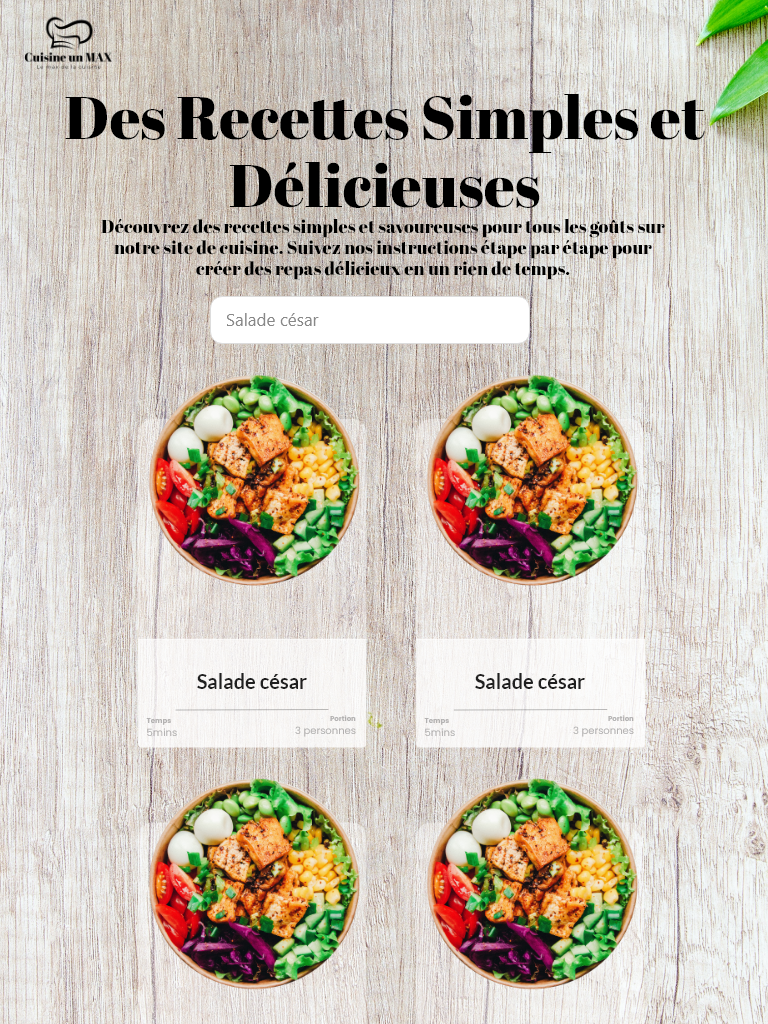 Cuisine un MAX
Le max de la cuisine
Des Recettes Simples et
Délicieuses
Découvrez des recettes simples et savoureuses pour tous les goûts sur
notre site de cuisine. Suivez nos instructions étape par étape pour
créer des repas délicieux en un rien de temps.
Salade césar
Salade césar
Temps
5mins
Portion
3 personnes
Salade césar
Temps
5mins
Portion
3 personnes